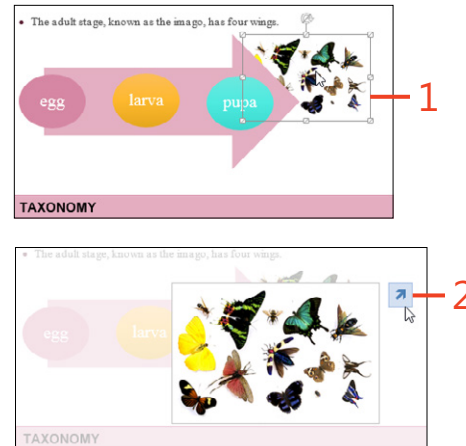 • The adult stage, known as the imago, has four wings.
egg larva pupa
1
TAXONOMY
• The adult stage, known as the imago, has four wings.
2
egg larva
TAXONOMY